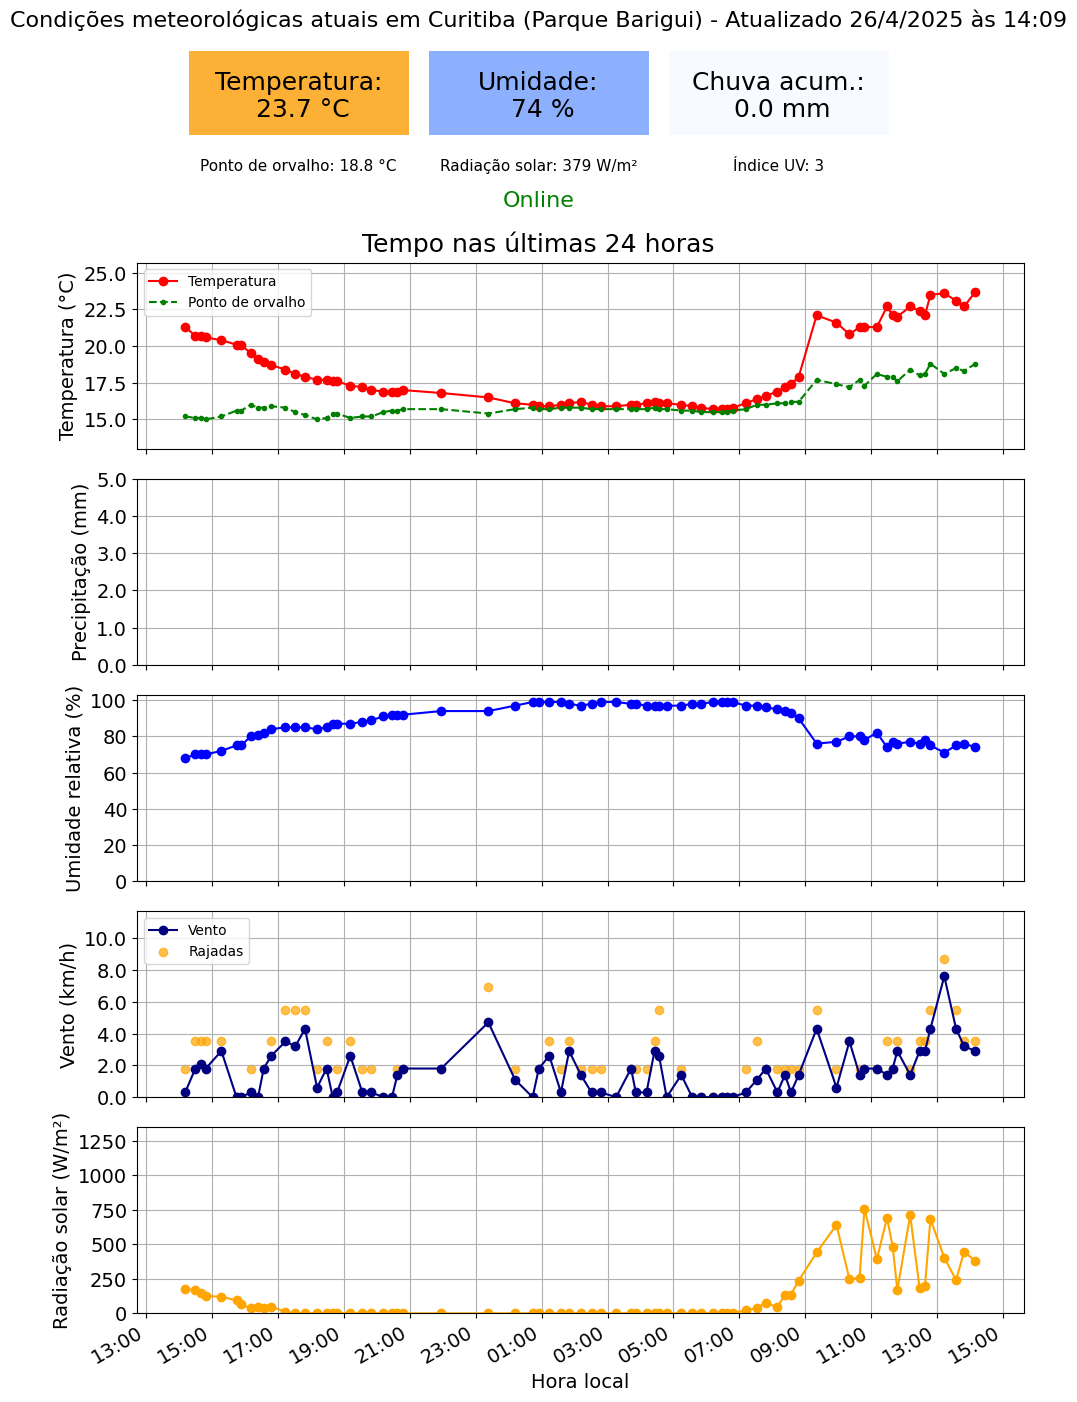 Condições meteorológicas atuais em Curitiba (Parque Barigui) - Atualizado 26/4/2025 às 14:09
Temperatura:
23.7 °C
Umidade:
74 %
Chuva acum.:
0.0 mm
Ponto de orvalho: 18.8 °C
Radiação solar: 379 W/m²
Índice UV: 3
Online
Tempo nas últimas 24 horas
Temperatura (°C)
25.0
22.5
20.0
17.5
15.0
Temperatura
Ponto de orvalho
Precipitação (mm)
5.0
4.0
3.0
2.0
1.0
0.0
Umidade relativa (%)
100
80
60
40
20
0
Vento (km/h)
10.0
8.0
6.0
4.0
2.0
0.0
Vento
Rajadas
Radiação solar (W/m²)
1250
1000
750
500
250
0
13:00
15:00
17:00
19:00
21:00
23:00
01:00
03:00
05:00
07:00
09:00
11:00
13:00
15:00
Hora local